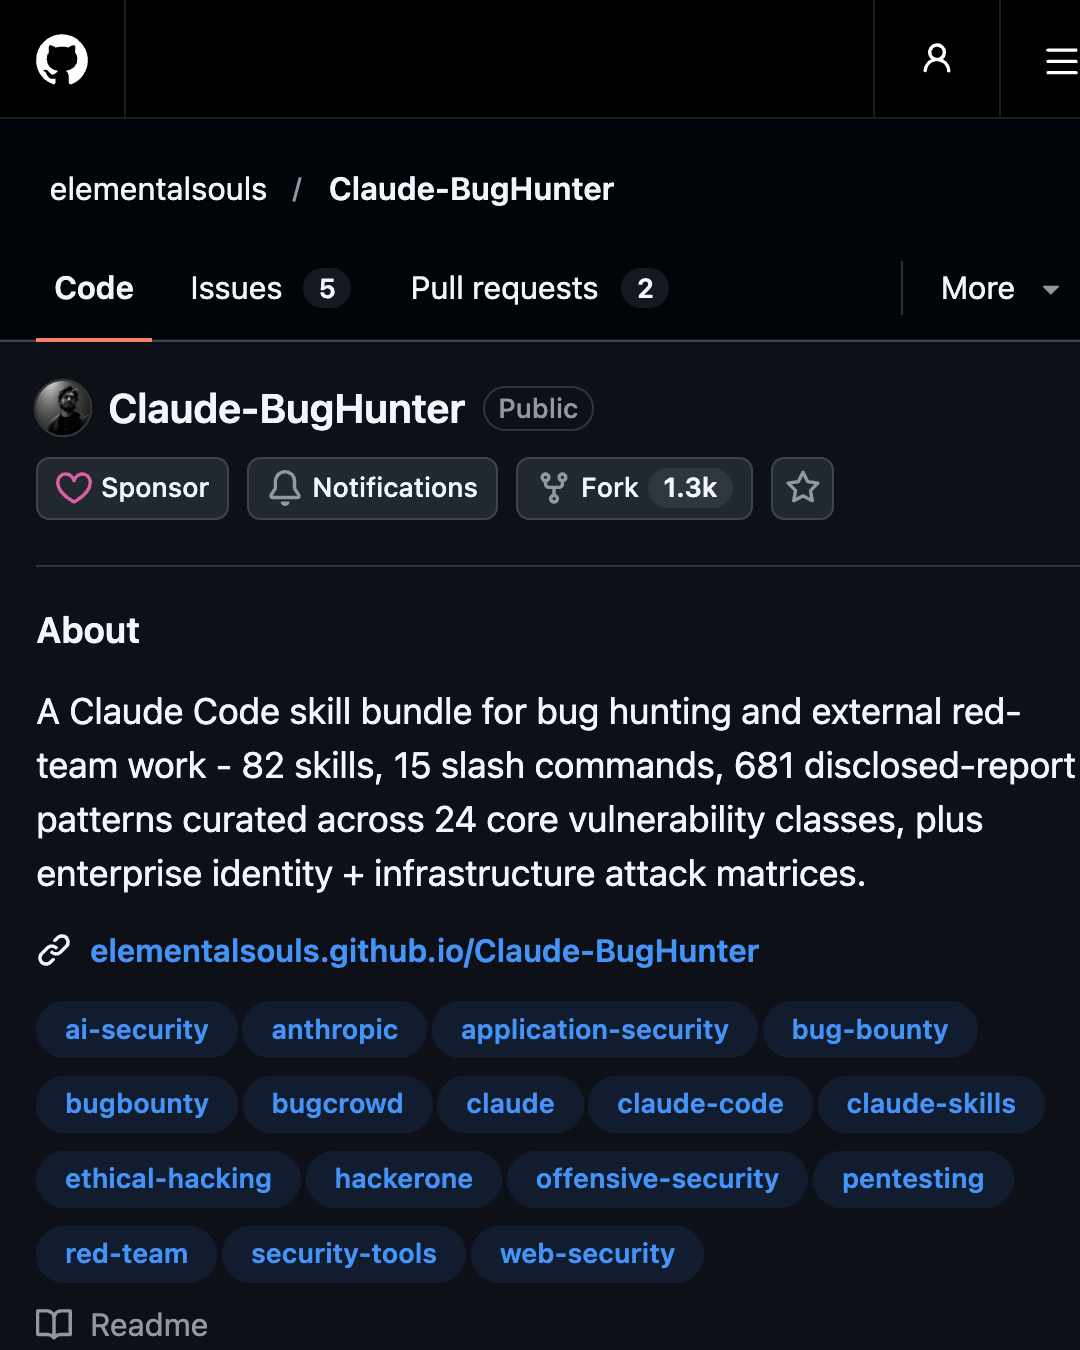 elementalsouls / Claude-BugHunter
Code Issues 5 Pull requests 2 More
Claude-BugHunter Public
Sponsor Notifications Fork 1.3k
About
A Claude Code skill bundle for bug hunting and external red-
team work - 82 skills, 15 slash commands, 681 disclosed-report
patterns curated across 24 core vulnerability classes, plus
enterprise identity + infrastructure attack matrices.
elementalsouls.github.io/Claude-BugHunter
ai-security anthropic application-security bug-bounty
bugbounty bugcrowd claude claude-code claude-skills
ethical-hacking hackerone offensive-security pentesting
red-team security-tools web-security
Readme